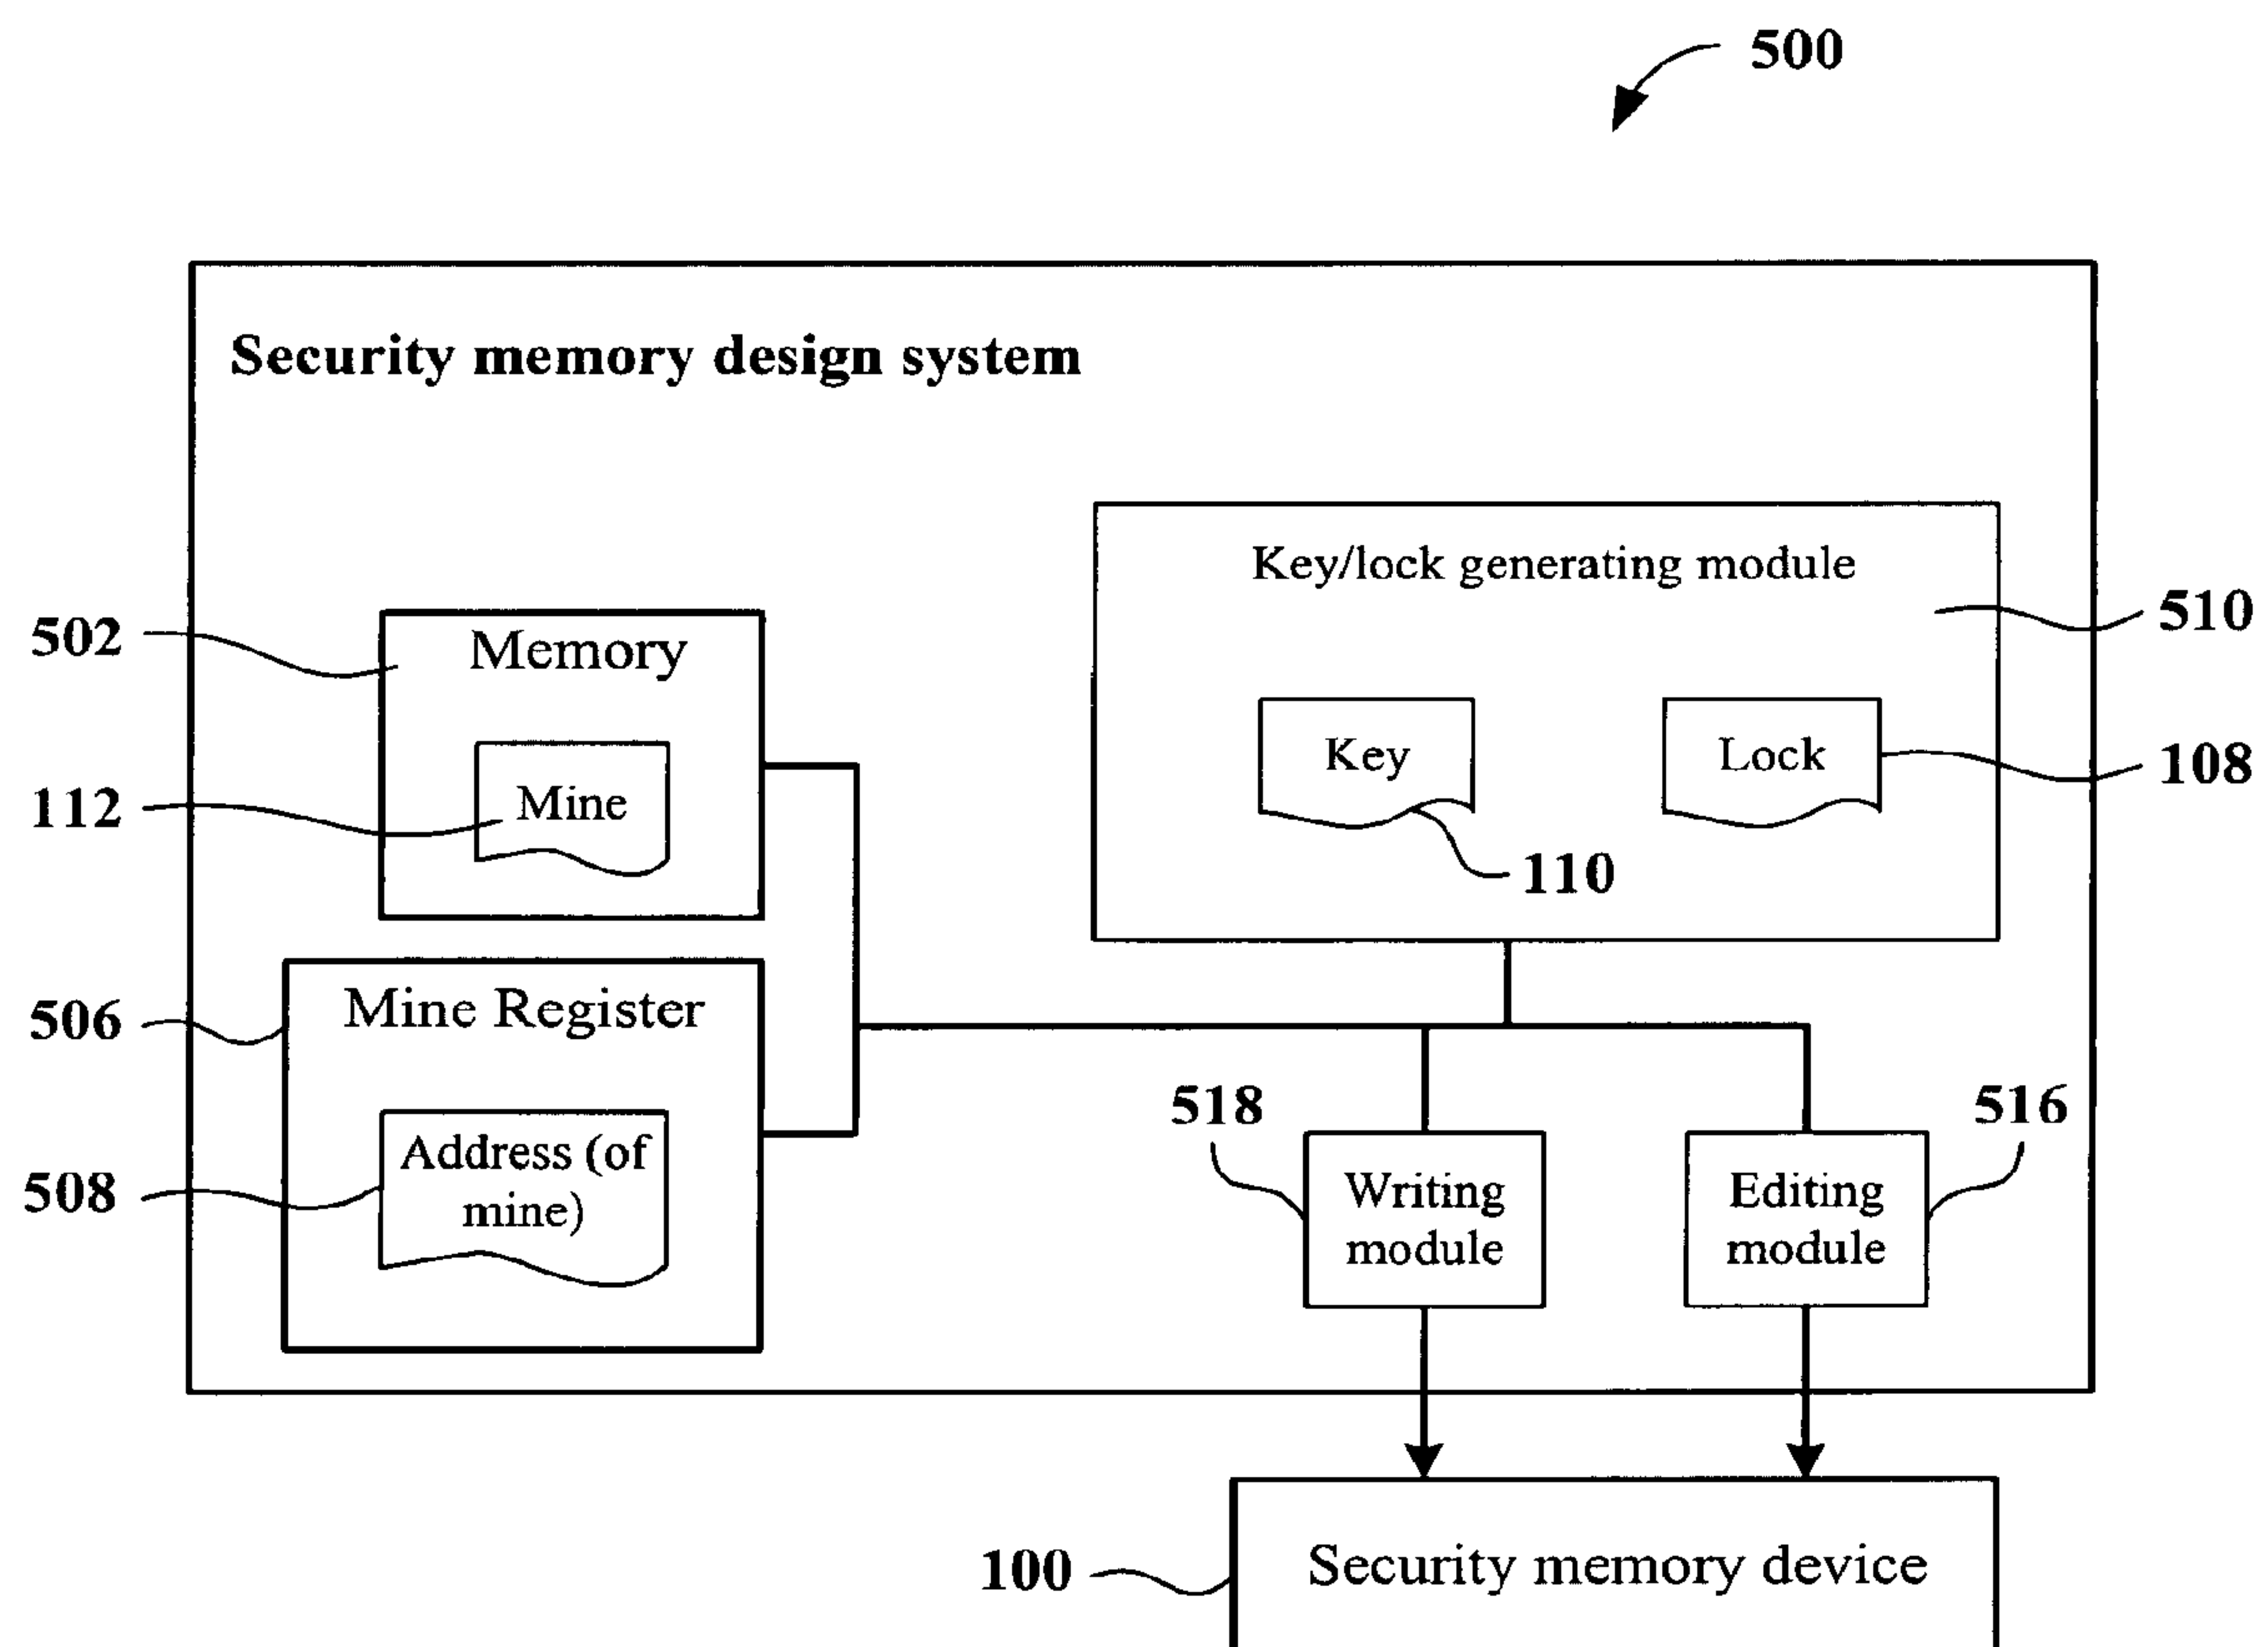 500
Security memory design system
Key/lock generating module
510
502
Memory
Key
Lock
108
112
Mine
110
506
Mine Register
518
516
508
Address (of
mine)
Writing
module
Editing
module
100
Security memory device